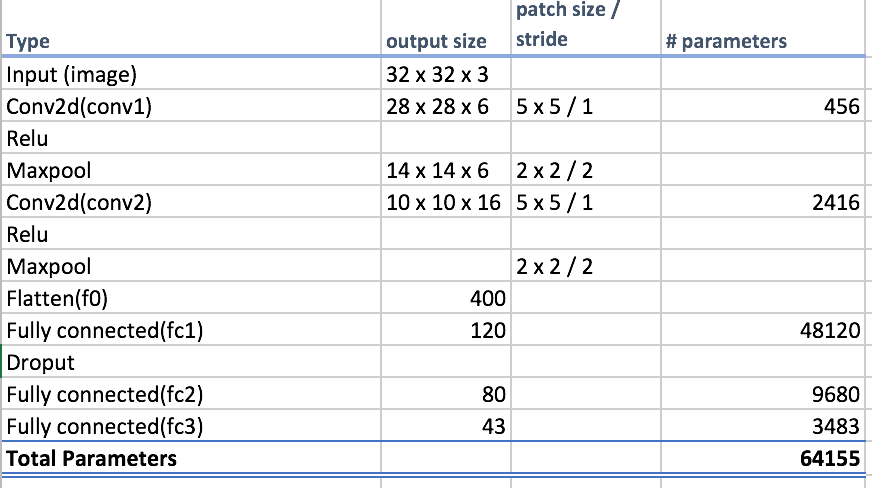 Type output size patch size / stride # parameters
Input (image) 32 x 32 x 3
Conv2d(conv1) 28 x 28 x 6 5 x 5 / 1 456
Relu
Maxpool 14 x 14 x 6 2 x 2 / 2
Conv2d(conv2) 10 x 10 x 16 5 x 5 / 1 2416
Relu
Maxpool 2 x 2 / 2
Flatten(f0) 400
Fully connected(fc1) 120 48120
Droput
Fully connected(fc2) 80 9680
Fully connected(fc3) 43 3483
Total Parameters 64155